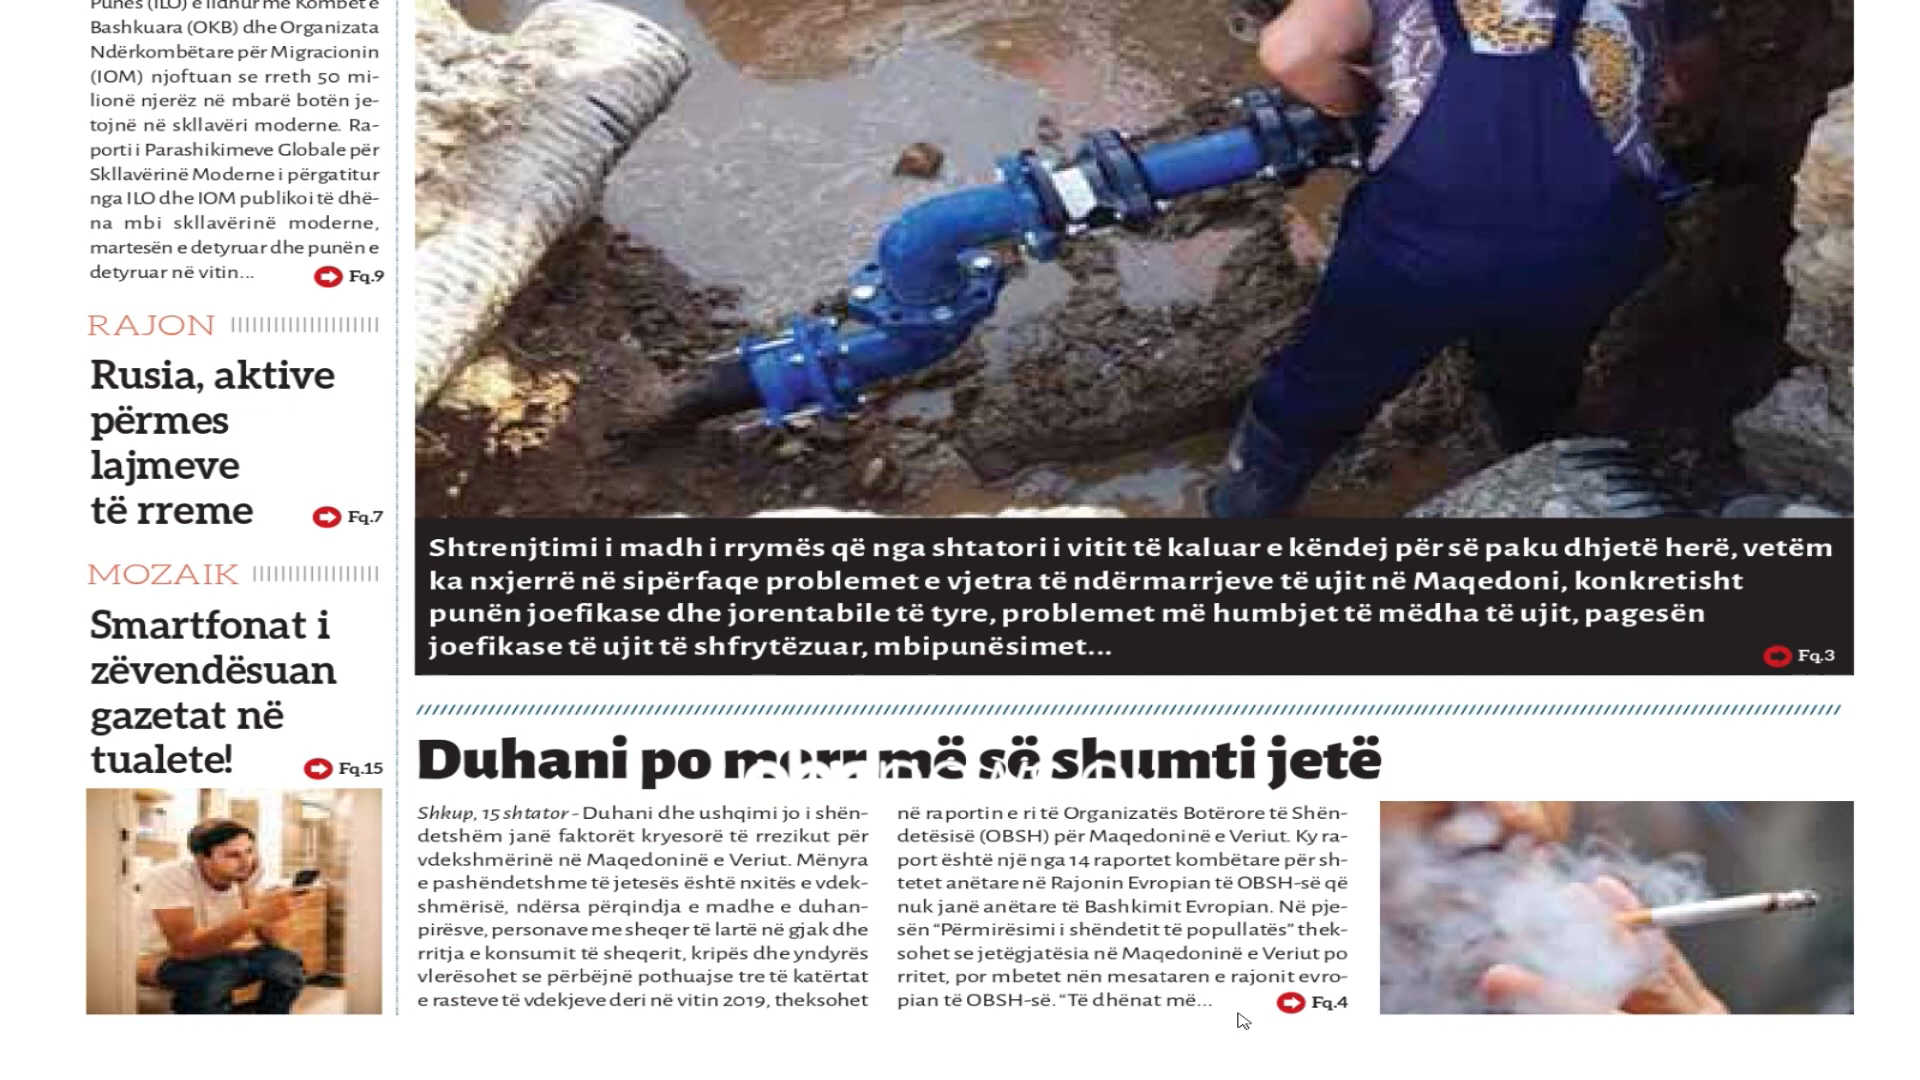 Punës (ILO) e lidhur me Kombet e
Bashkuara (OKB) dhe Organizata
Ndërkombëtare për Migracionin
(IOM) njoftuan se rreth 50 mi-
lionë njerëz në mbarë botën je-
tojnë në skllavëri moderne. Ra-
porti i Parashikimeve Globale për
Skllavërinë Moderne i përgatitur
nga ILO dhe IOM publikoi të dhë-
na mbi skllavërinë moderne,
martesën e detyruar dhe punën e
detyruar në vitin...
Fq.9
RAJON
Rusia, aktive
përmes
lajmeve
të rreme
Fq.7
MOZAIK
Smartfonat i
zëvendësuan
gazetat në
tualete!
Fq.15
Shtrenjtimi i madh i rrymës që nga shtatori i vitit të kaluar e këndej për së paku dhjetë herë, vetëm
ka nxjerrë në sipërfaqe problemet e vjetra të ndërmarrjeve të ujit në Maqedoni, konkretisht
punën joefikase dhe jorentabile të tyre, problemet më humbjet të mëdha të ujit, pagesën
joefikase të ujit të shfrytëzuar, mbipunësimet...
Fq.3
Duhani po merr më së shumti jetë
Shkup, 15 shtator - Duhani dhe ushqimi jo i shën-
detshëm janë faktorët kryesorë të rrezikut për
vdekshmërinë në Maqedoninë e Veriut. Mënyra
e pashëndetshme të jetesës është nxitës e vdek-
shmërisë, ndërsa përqindja e madhe e duhan-
pirësve, personave me sheqer të lartë në gjak dhe
rritja e konsumit të sheqerit, kripës dhe yndyrës
vlerësohet se përbëjnë pothuajse tre të katërtat
e rasteve të vdekjeve deri në vitin 2019, theksohet
në raportin e ri të Organizatës Botërore të Shën-
detësisë (OBSH) për Maqedoninë e Veriut. Ky ra-
port është një nga 14 raportet kombëtare për sh-
tetet anëtare në Rajonin Evropian të OBSH-së që
nuk janë anëtare të Bashkimit Evropian. Në pje-
sën “Përmirësimi i shëndetit të popullatës” thek-
sohet se jetëgjatësia në Maqedoninë e Veriut po
rritet, por mbetet nën mesataren e rajonit evro-
pian të OBSH-së. “Të dhënat më...
Fq.4